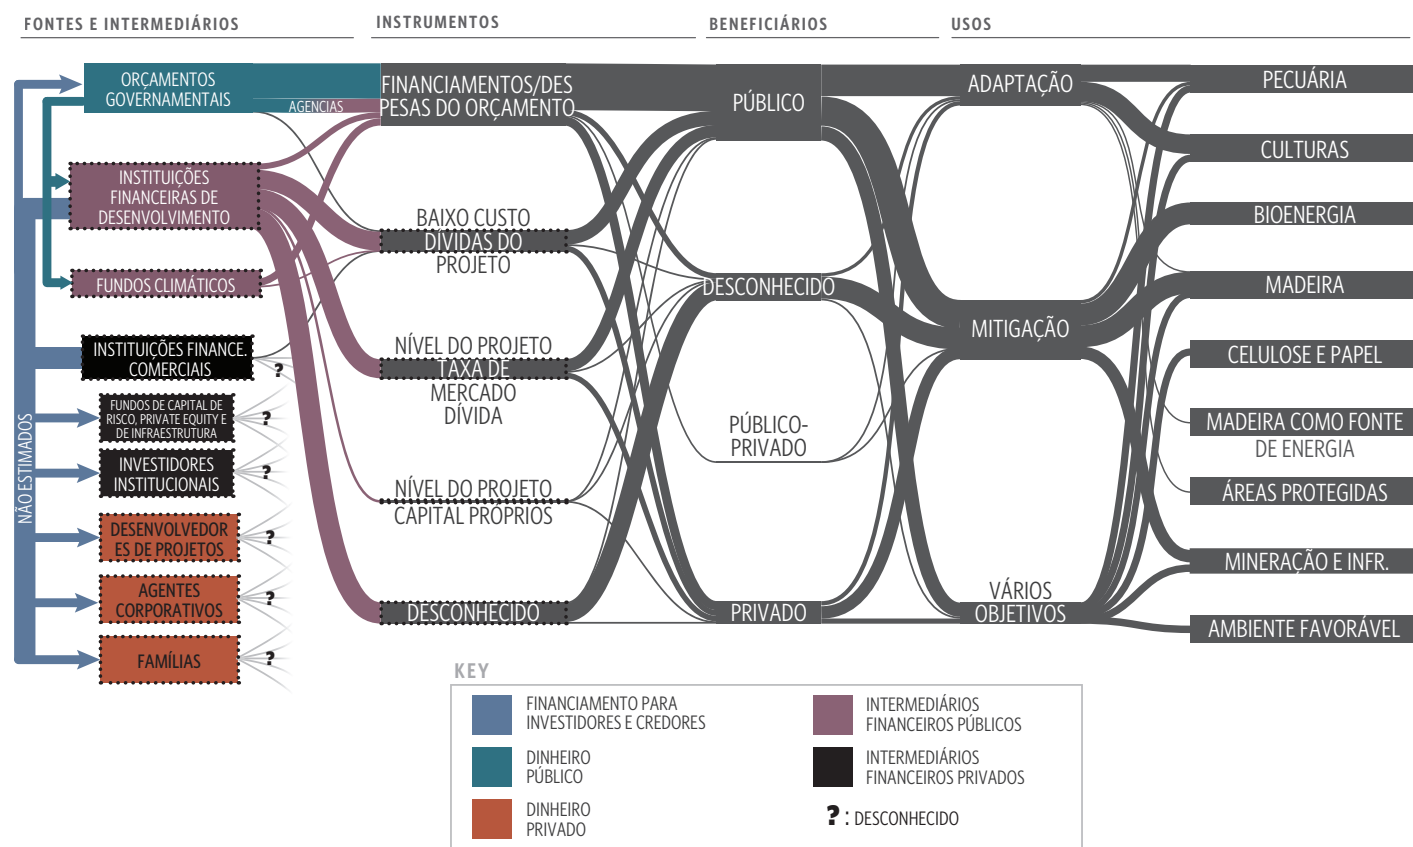 FONTES E INTERMEDIÁRIOS
INSTRUMENTOS
BENEFICIÁRIOS
USOS
ORÇAMENTOS
GOVERNAMENTAIS
AGENCIAS
INSTITUIÇÕES
FINANCEIRAS DE
DESENVOLVIMENTO
FUNDOS CLIMÁTICOS
INSTITUIÇÕES FINANCE.
COMERCIAIS
?
FUNDOS DE CAPITAL DE
RISCO, PRIVATE EQUITY E
DE INFRAESTRUTURA
?
INVESTIDORES
INSTITUCIONAIS
?
DESENVOLVEDOR
ES DE PROJETOS
?
AGENTES
CORPORATIVOS
?
FAMÍLIAS
?
NÃO ESTIMADOS
FINANCIAMENTOS/DES
PESAS DO ORÇAMENTO
BAIXO CUSTO
DÍVIDAS DO
PROJETO
NÍVEL DO PROJETO
TAXA DE
MERCADO
DÍVIDA
NÍVEL DO PROJETO
CAPITAL PRÓPRIOS
DESCONHECIDO
PÚBLICO
DESCONHECIDO
PÚBLICO-
PRIVADO
PRIVADO
ADAPTAÇÃO
MITIGAÇÃO
VÁRIOS
OBJETIVOS
PECUÁRIA
CULTURAS
BIOENERGIA
MADEIRA
CELULOSE E PAPEL
MADEIRA COMO FONTE
DE ENERGIA
ÁREAS PROTEGIDAS
MINERAÇÃO E INFR.
AMBIENTE FAVORÁVEL
KEY
FINANCIAMENTO PARA
INVESTIDORES E CREDORES
DINHEIRO
PÚBLICO
DINHEIRO
PRIVADO
INTERMEDIÁRIOS
FINANCEIROS PÚBLICOS
INTERMEDIÁRIOS
FINANCEIROS PRIVADOS
? : DESCONHECIDO